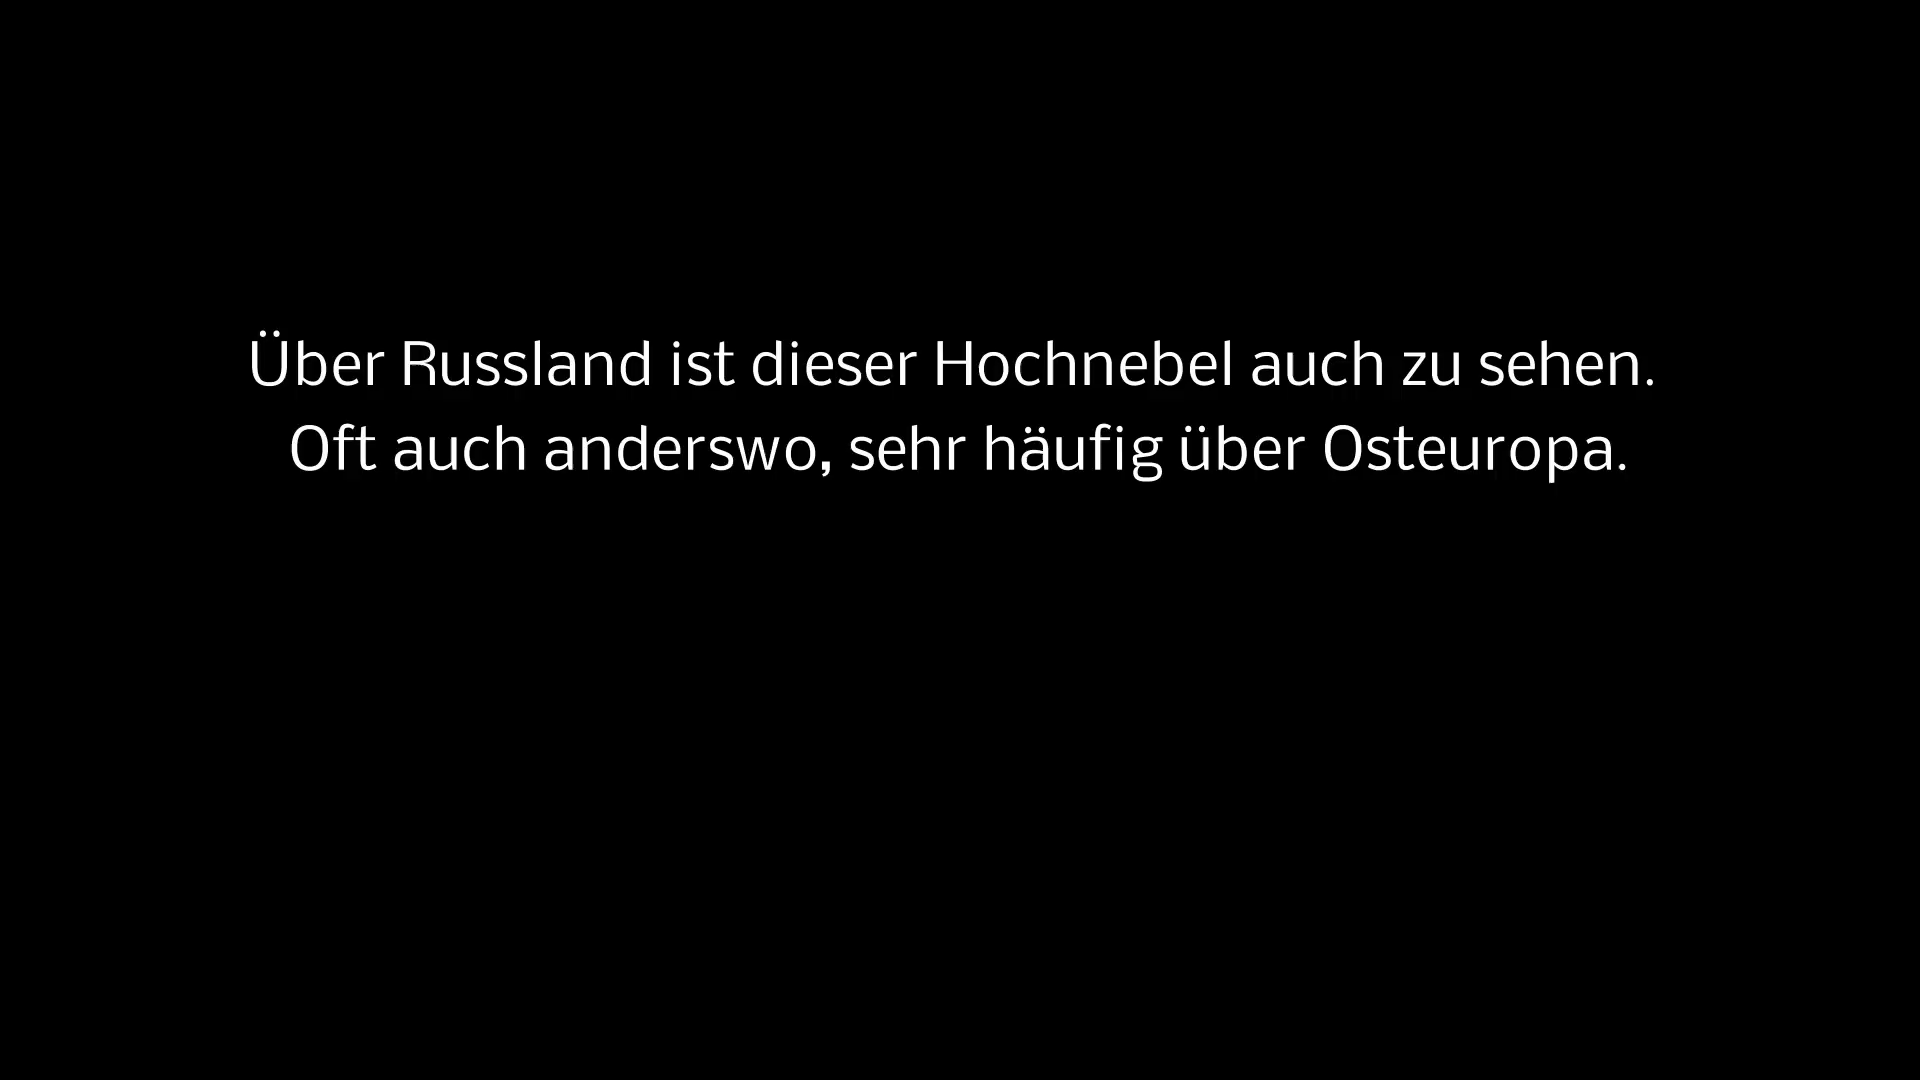 Über Russland ist dieser Hochnebel auch zu sehen.
Oft auch anderswo, sehr häufig über Osteuropa.